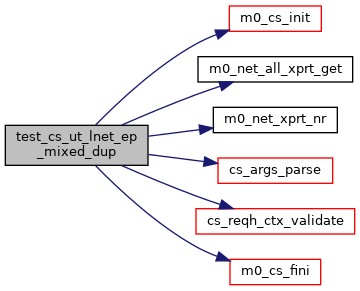 m0_cs_init
m0_net_all_xprt_get
m0_net_xprt_nr
test_cs_ut_lnet_ep
_mixed_dup
cs_args_parse
cs_reqh_ctx_validate
m0_cs_fini